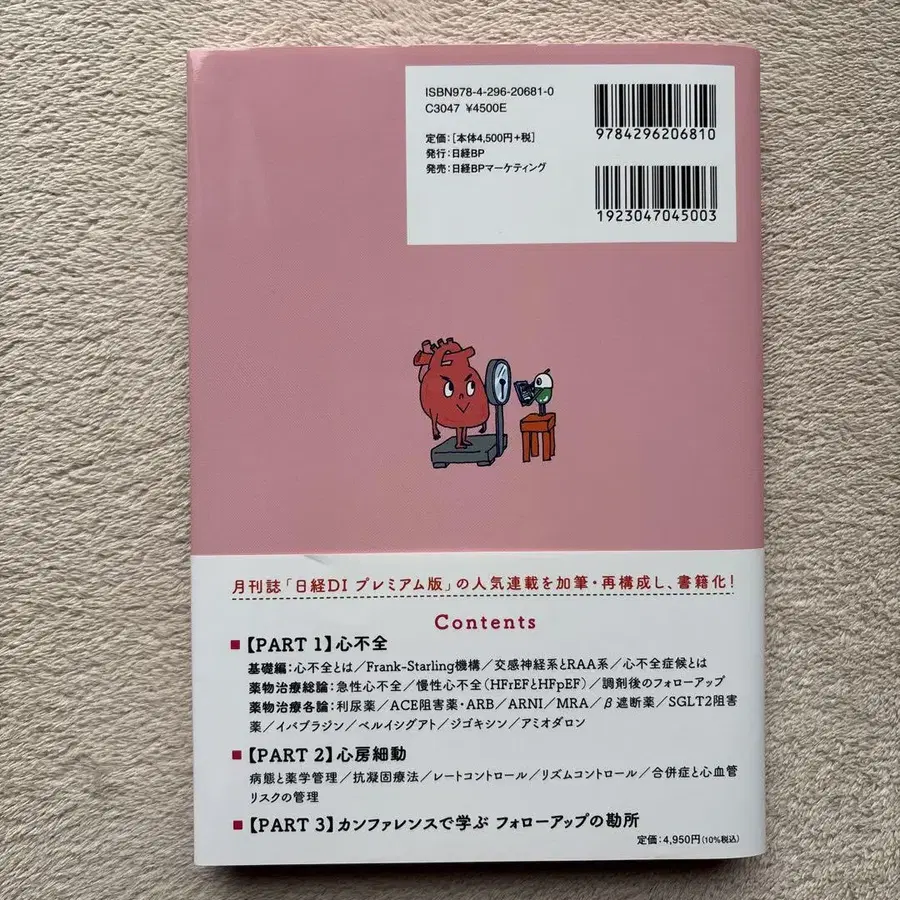 ISBN978-4-296-20681-0
C3047 ¥4500E
9784296206810
定価:[本体4,500円+税]
発行:日経BP
発売:日経BPマーケティング
1923047045003
月刊誌「日経DI プレミアム版」の人気連載を加筆・再構成し、書籍化!
Contents
■【PART 1】心不全
基礎編:心不全とは/Frank-Starling機構/交感神経系とRAA系/心不全症候とは
薬物治療総論:急性心不全/慢性心不全(HFrEFとHFpEF)/調剤後のフォローアップ
薬物治療各論:利尿薬/ACE阻害薬・ARB/ARNI/MRA/β遮断薬/SGLT2阻害
薬/イバブラジン/ベルイシグアト/ジゴキシン/アミオダロン
■【PART 2】心房細動
病態と薬学管理/抗凝固療法/レートコントロール/リズムコントロール/合併症と心血管
リスクの管理
■【PART 3】カンファレンスで学ぶ フォローアップの勘所
定価:4,950円(10%税込)